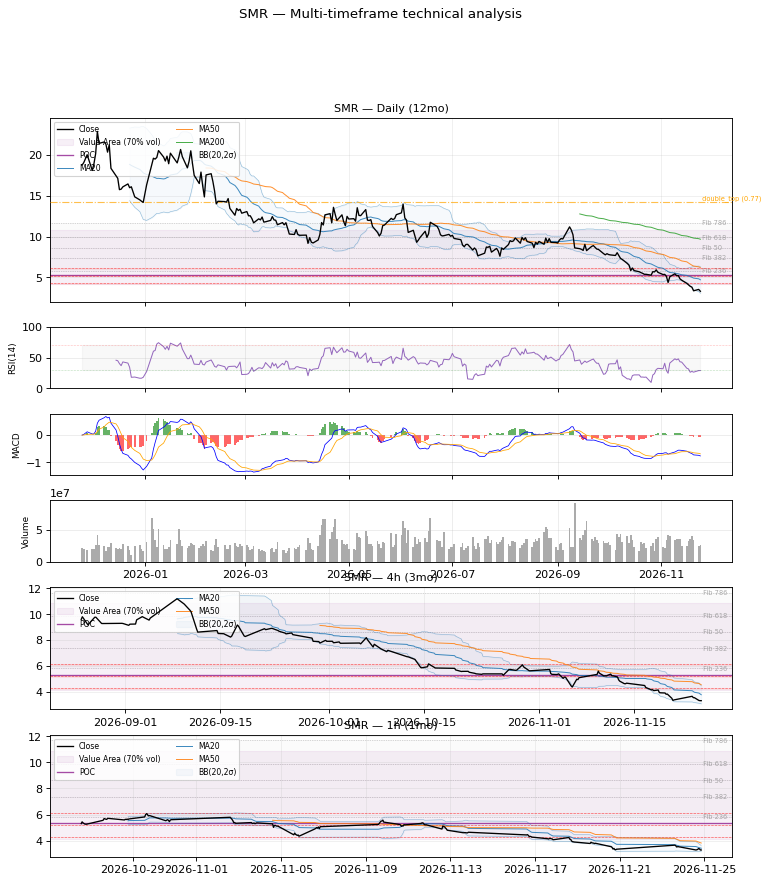 SMR — Multi-timeframe technical analysis
SMR — Daily (12mo)
Close
Value Area (70% vol)
POC
MA20
MA50
MA200
BB(20,2σ)
20
15
10
5
double_top (0.77)
Fib 786
Fib 618
Fib 50
Fib 382
Fib 236
RSI(14)
100
50
0
MACD
0
−1
1e7
Volume
5
0
2026-01
2026-03
2026-05
2026-07
2026-09
2026-11
SMR — 4h (3mo)
Close
Value Area (70% vol)
POC
MA20
MA50
BB(20,2σ)
12
10
8
6
4
Fib 786
Fib 618
Fib 50
Fib 382
Fib 236
2026-09-01
2026-09-15
2026-10-01
2026-10-15
2026-11-01
2026-11-15
SMR — 1h (1mo)
Close
Value Area (70% vol)
POC
MA20
MA50
BB(20,2σ)
12
10
8
6
4
Fib 786
Fib 618
Fib 50
Fib 382
Fib 236
2026-10-29
2026-11-01
2026-11-05
2026-11-09
2026-11-13
2026-11-17
2026-11-21
2026-11-25